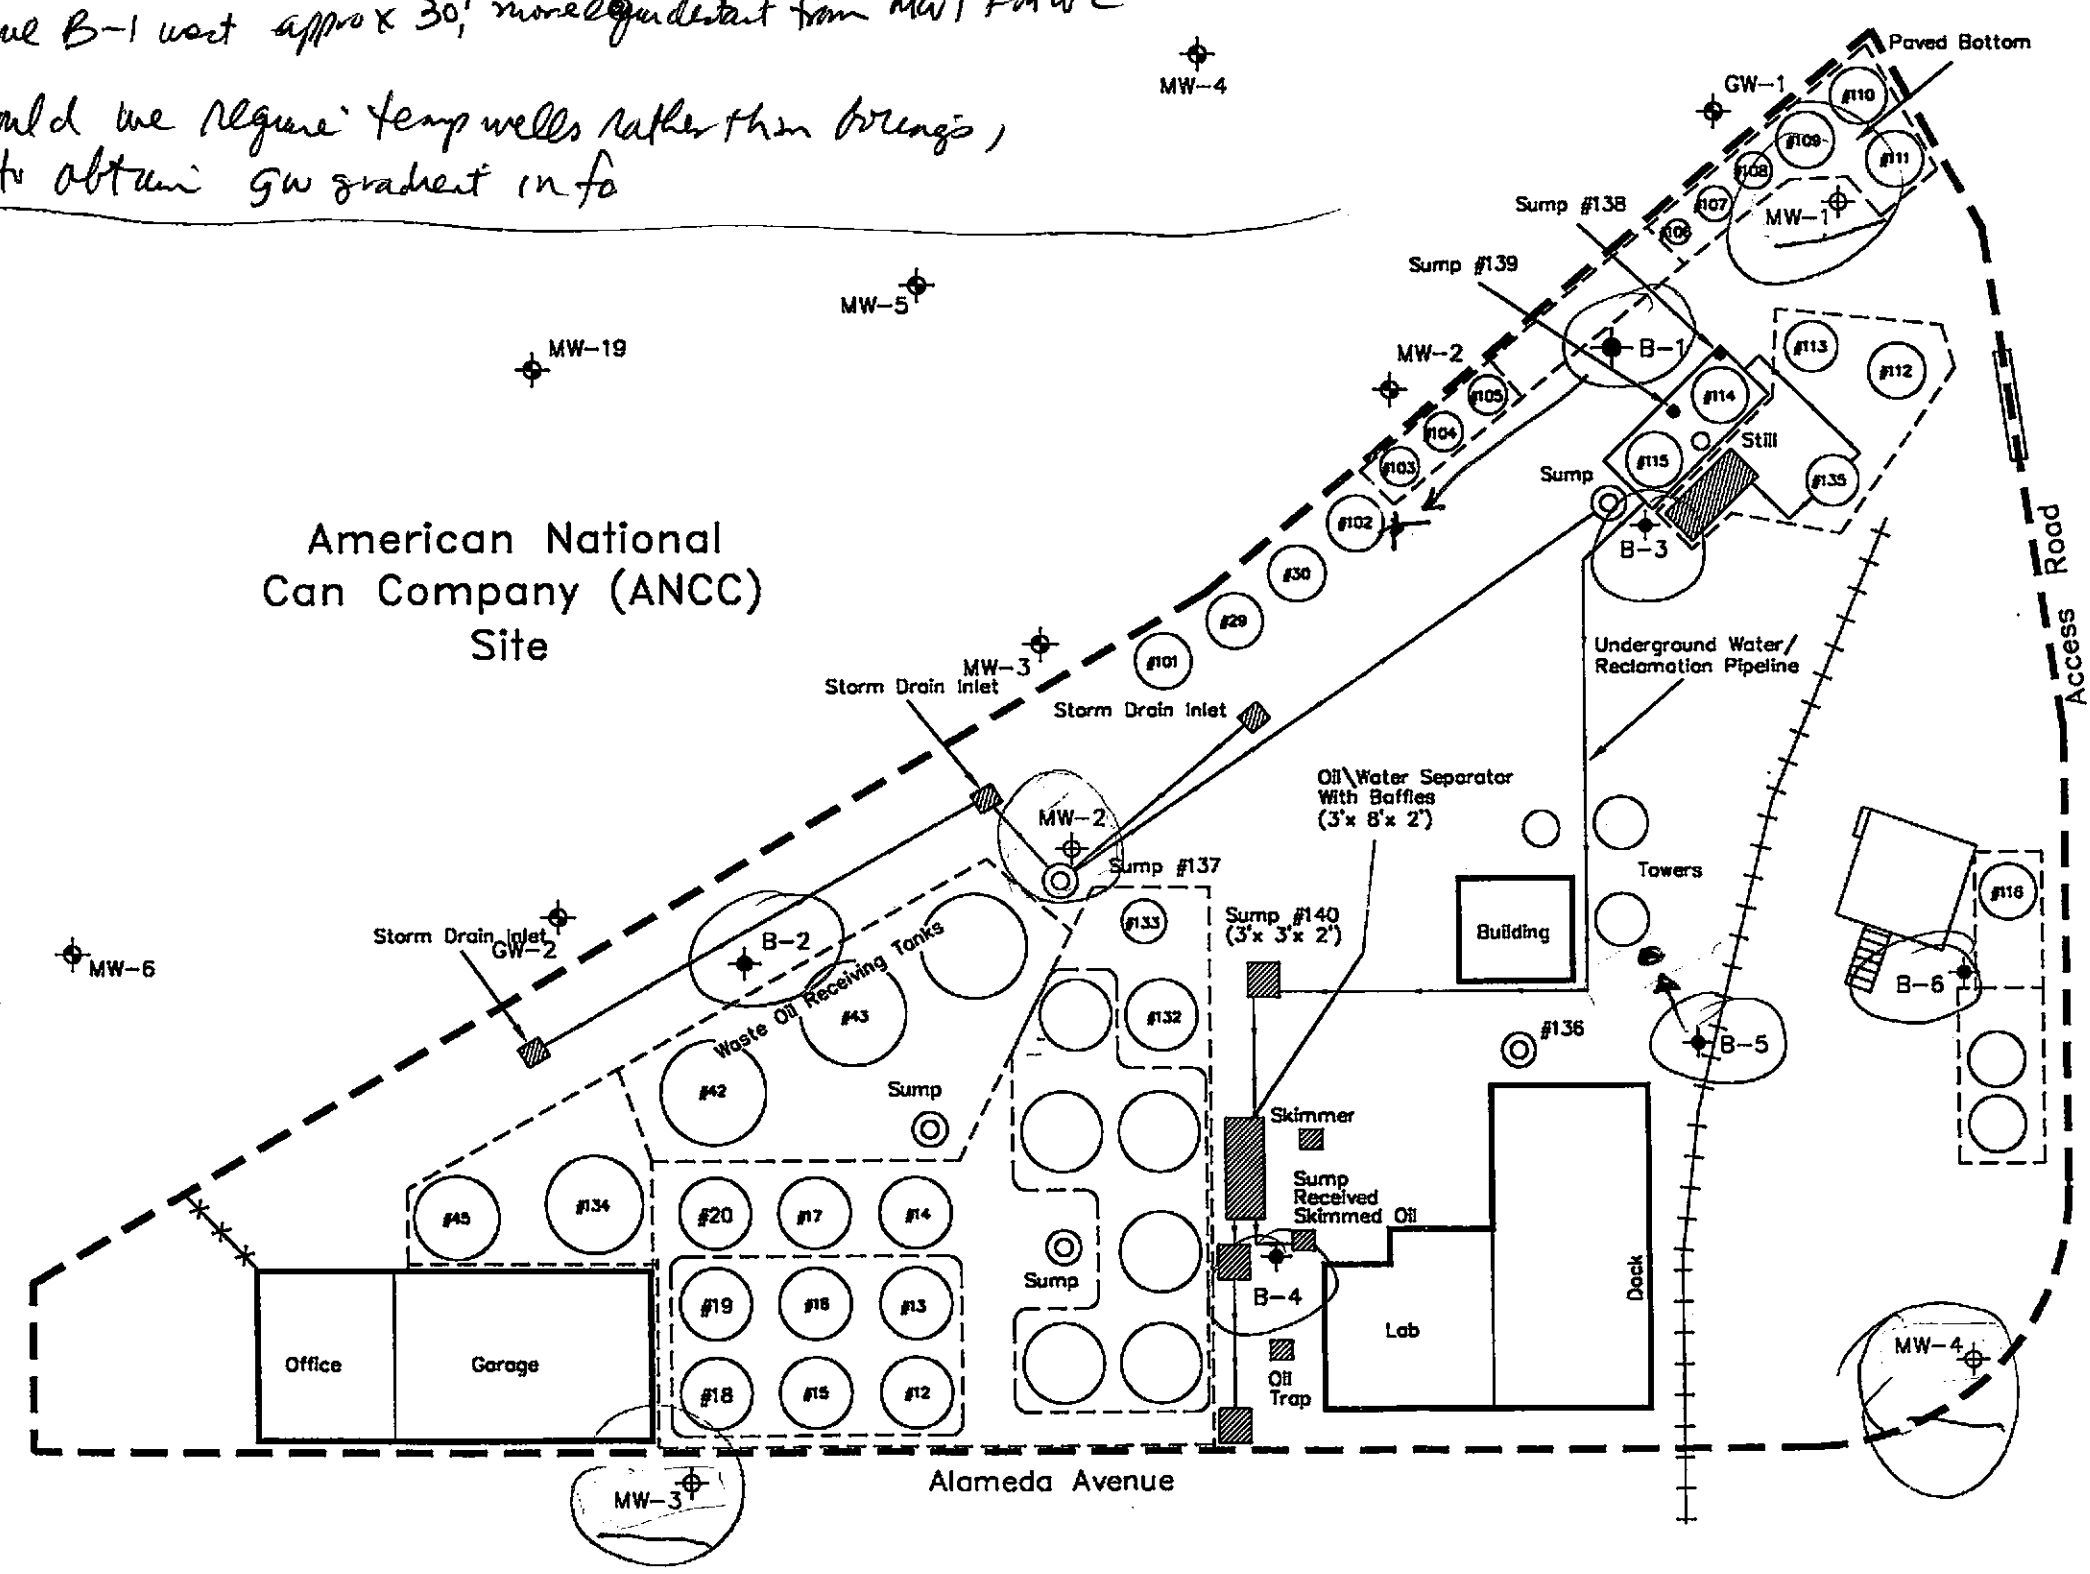 ve B-1 west approx 30', more equidistant from MW1 + MW2
ould we require temp wells rather than borings,
to obtain gw gradient info
MW-4
GW-1
Paved Bottom
#110
#109
#111
#108
#107
#106
MW-1
Sump #138
Sump #139
MW-5
MW-19
MW-2
B-1
#113
#112
#105
#114
#104
Still
#103
#115
#135
Sump
#102
B-3
American National
Can Company (ANCC)
Site
#30
#29
#101
Access Road
MW-3
Underground Water/
Reclamation Pipeline
Storm Drain Inlet
Storm Drain Inlet
Oil\Water Separator
With Baffles
(3'x 8'x 2')
MW-2
Sump #137
Towers
#116
#133
Sump #140
(3'x 3'x 2')
Building
Storm Drain Inlet
GW-2
MW-6
B-2
Waste Oil Receiving Tanks
#43
#132
B-6
#136
B-5
#42
Sump
Skimmer
Sump
Received
Skimmed Oil
#45
#134
#20
#17
#14
Sump
B-4
Dock
#19
#16
#13
Lab
MW-4
Office
Garage
#18
#15
#12
Oil
Trap
MW-3
Alameda Avenue